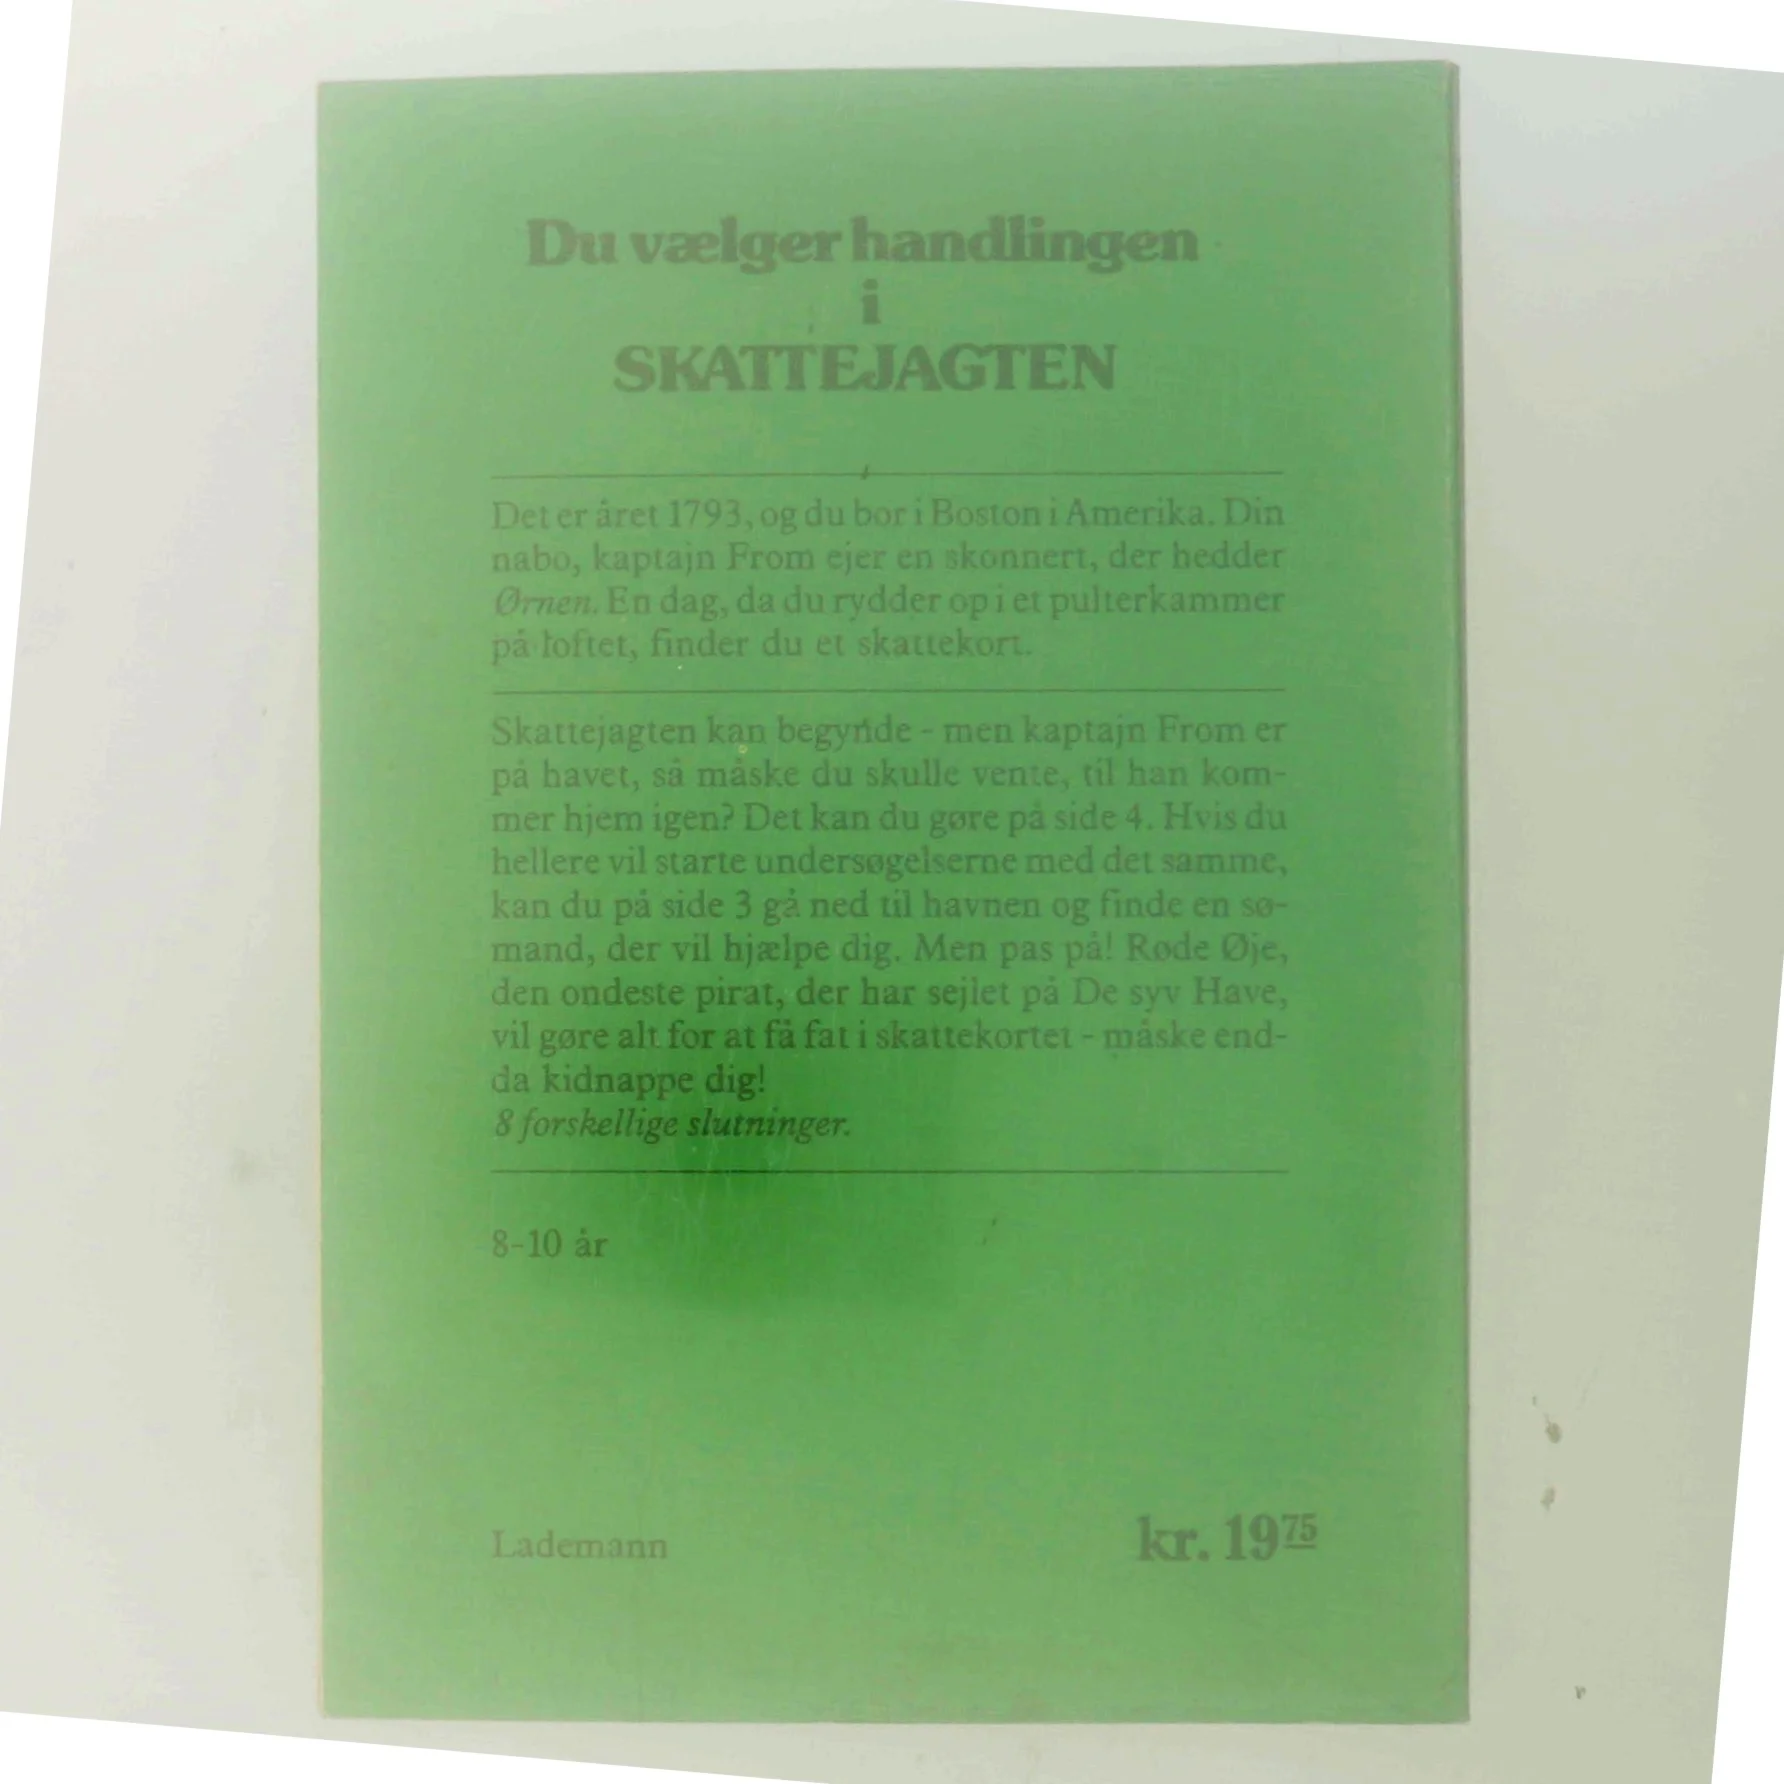 Du vælger handlingen
i
SKATTEJAGTEN
Det er året 1793, og du bor i Boston i Amerika. Din
nabo, kaptajn From ejer en skonnert, der hedder
Ørnen. En dag, da du rydder op i et pulterkammer
på loftet, finder du et skattekort.
Skattejagten kan begynde - men kaptajn From er
på havet, så måske du skulle vente, til han kom-
mer hjem igen? Det kan du gøre på side 4. Hvis du
hellere vil starte undersøgelserne med det samme,
kan du på side 3 gå ned til havnen og finde en sø-
mand, der vil hjælpe dig. Men pas på! Røde Øje,
den ondeste pirat, der har sejlet på De syv Have,
vil gøre alt for at få fat i skattekortet - måske end-
da kidnappe dig!
8 forskellige slutninger.
8-10 år
Lademann
kr. 19 75